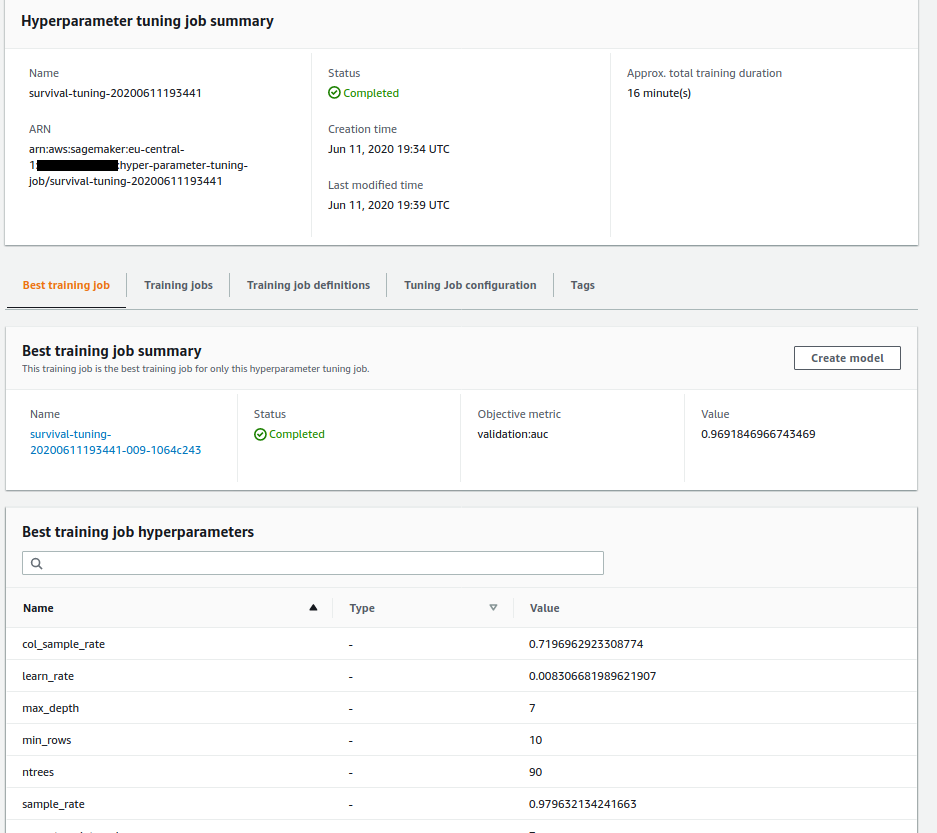 Hyperparameter tuning job summary
Name
survival-tuning-20200611193441
ARN
arn:aws:sagemaker:eu-central-
1:
:hyper-parameter-tuning-
job/survival-tuning-20200611193441
Status
Completed
Creation time
Jun 11, 2020 19:34 UTC
Last modified time
Jun 11, 2020 19:39 UTC
Approx. total training duration
16 minute(s)
Best training job
Training jobs
Training job definitions
Tuning Job configuration
Tags
Best training job summary
This training job is the best training job for only this hyperparameter tuning job.
Create model
Name
survival-tuning-
20200611193441-009-1064c243
Status
Completed
Objective metric
validation:auc
Value
0.9691846966743469
Best training job hyperparameters
Name Type Value
col_sample_rate - 0.7196962923308774
learn_rate - 0.008306681989621907
max_depth - 7
min_rows - 10
ntrees - 90
sample_rate - 0.979632134241663